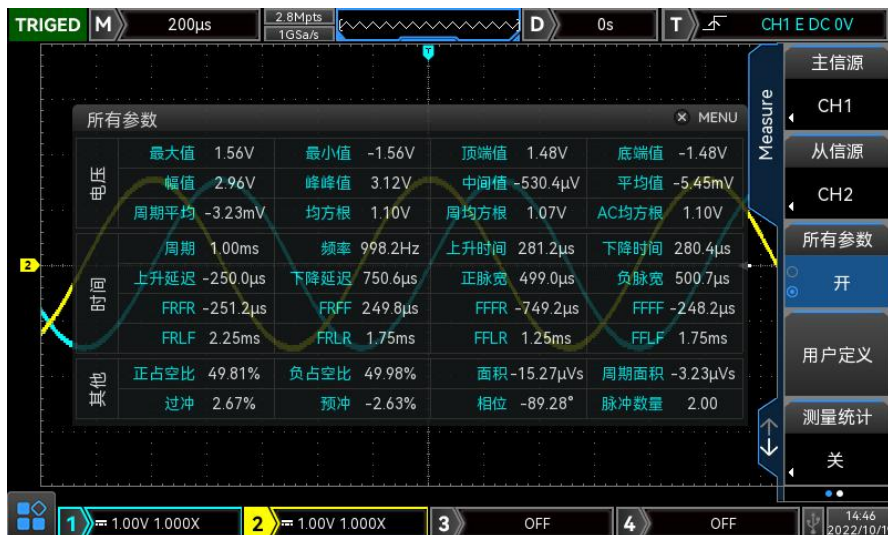 TRIGED M 200μs 2.8Mpts 1GSa/s D 0s T CH1 E DC 0V
T
主信源
CH1
从信源
CH2
所有参数
开
用户定义
测量统计
关
Measure
所有参数 MENU
电压
最大值 1.56V 最小值 -1.56V 顶端值 1.48V 底端值 -1.48V
幅值 2.96V 峰峰值 3.12V 中间值 -530.4μV 平均值 -5.45mV
周期平均 -3.23mV 均方根 1.10V 周均方根 1.07V AC均方根 1.10V
时间
周期 1.00ms 频率 998.2Hz 上升时间 281.2μs 下降时间 280.4μs
上升延迟 -250.0μs 下降延迟 750.6μs 正脉宽 499.0μs 负脉宽 500.7μs
FRFR -251.2μs FRFF 249.8μs FFFR -749.2μs FFFF -248.2μs
FRLF 2.25ms FRLR 1.75ms FFLR 1.25ms FFLF 1.75ms
其他
正占空比 49.81% 负占空比 49.98% 面积 -15.27μVs 周期面积 -3.23μVs
过冲 2.67% 预冲 -2.63% 相位 -89.28° 脉冲数量 2.00
2
1 1.00V 1.000X 2 1.00V 1.000X 3 OFF 4 OFF
14:46